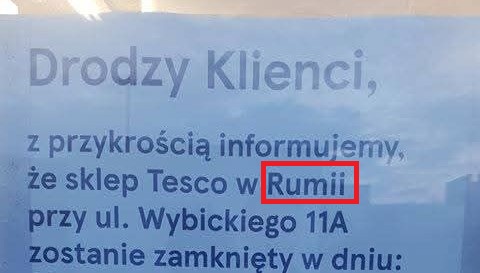 Drodzy Klienci,
z przykrością informujemy,
że sklep Tesco w Rumii
przy ul. Wybickiego 11A
zostanie zamknięty w dniu: